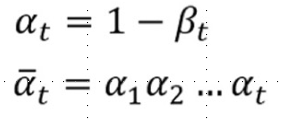 αₜ = 1 − βₜ
ᾱₜ = α₁α₂ … αₜ